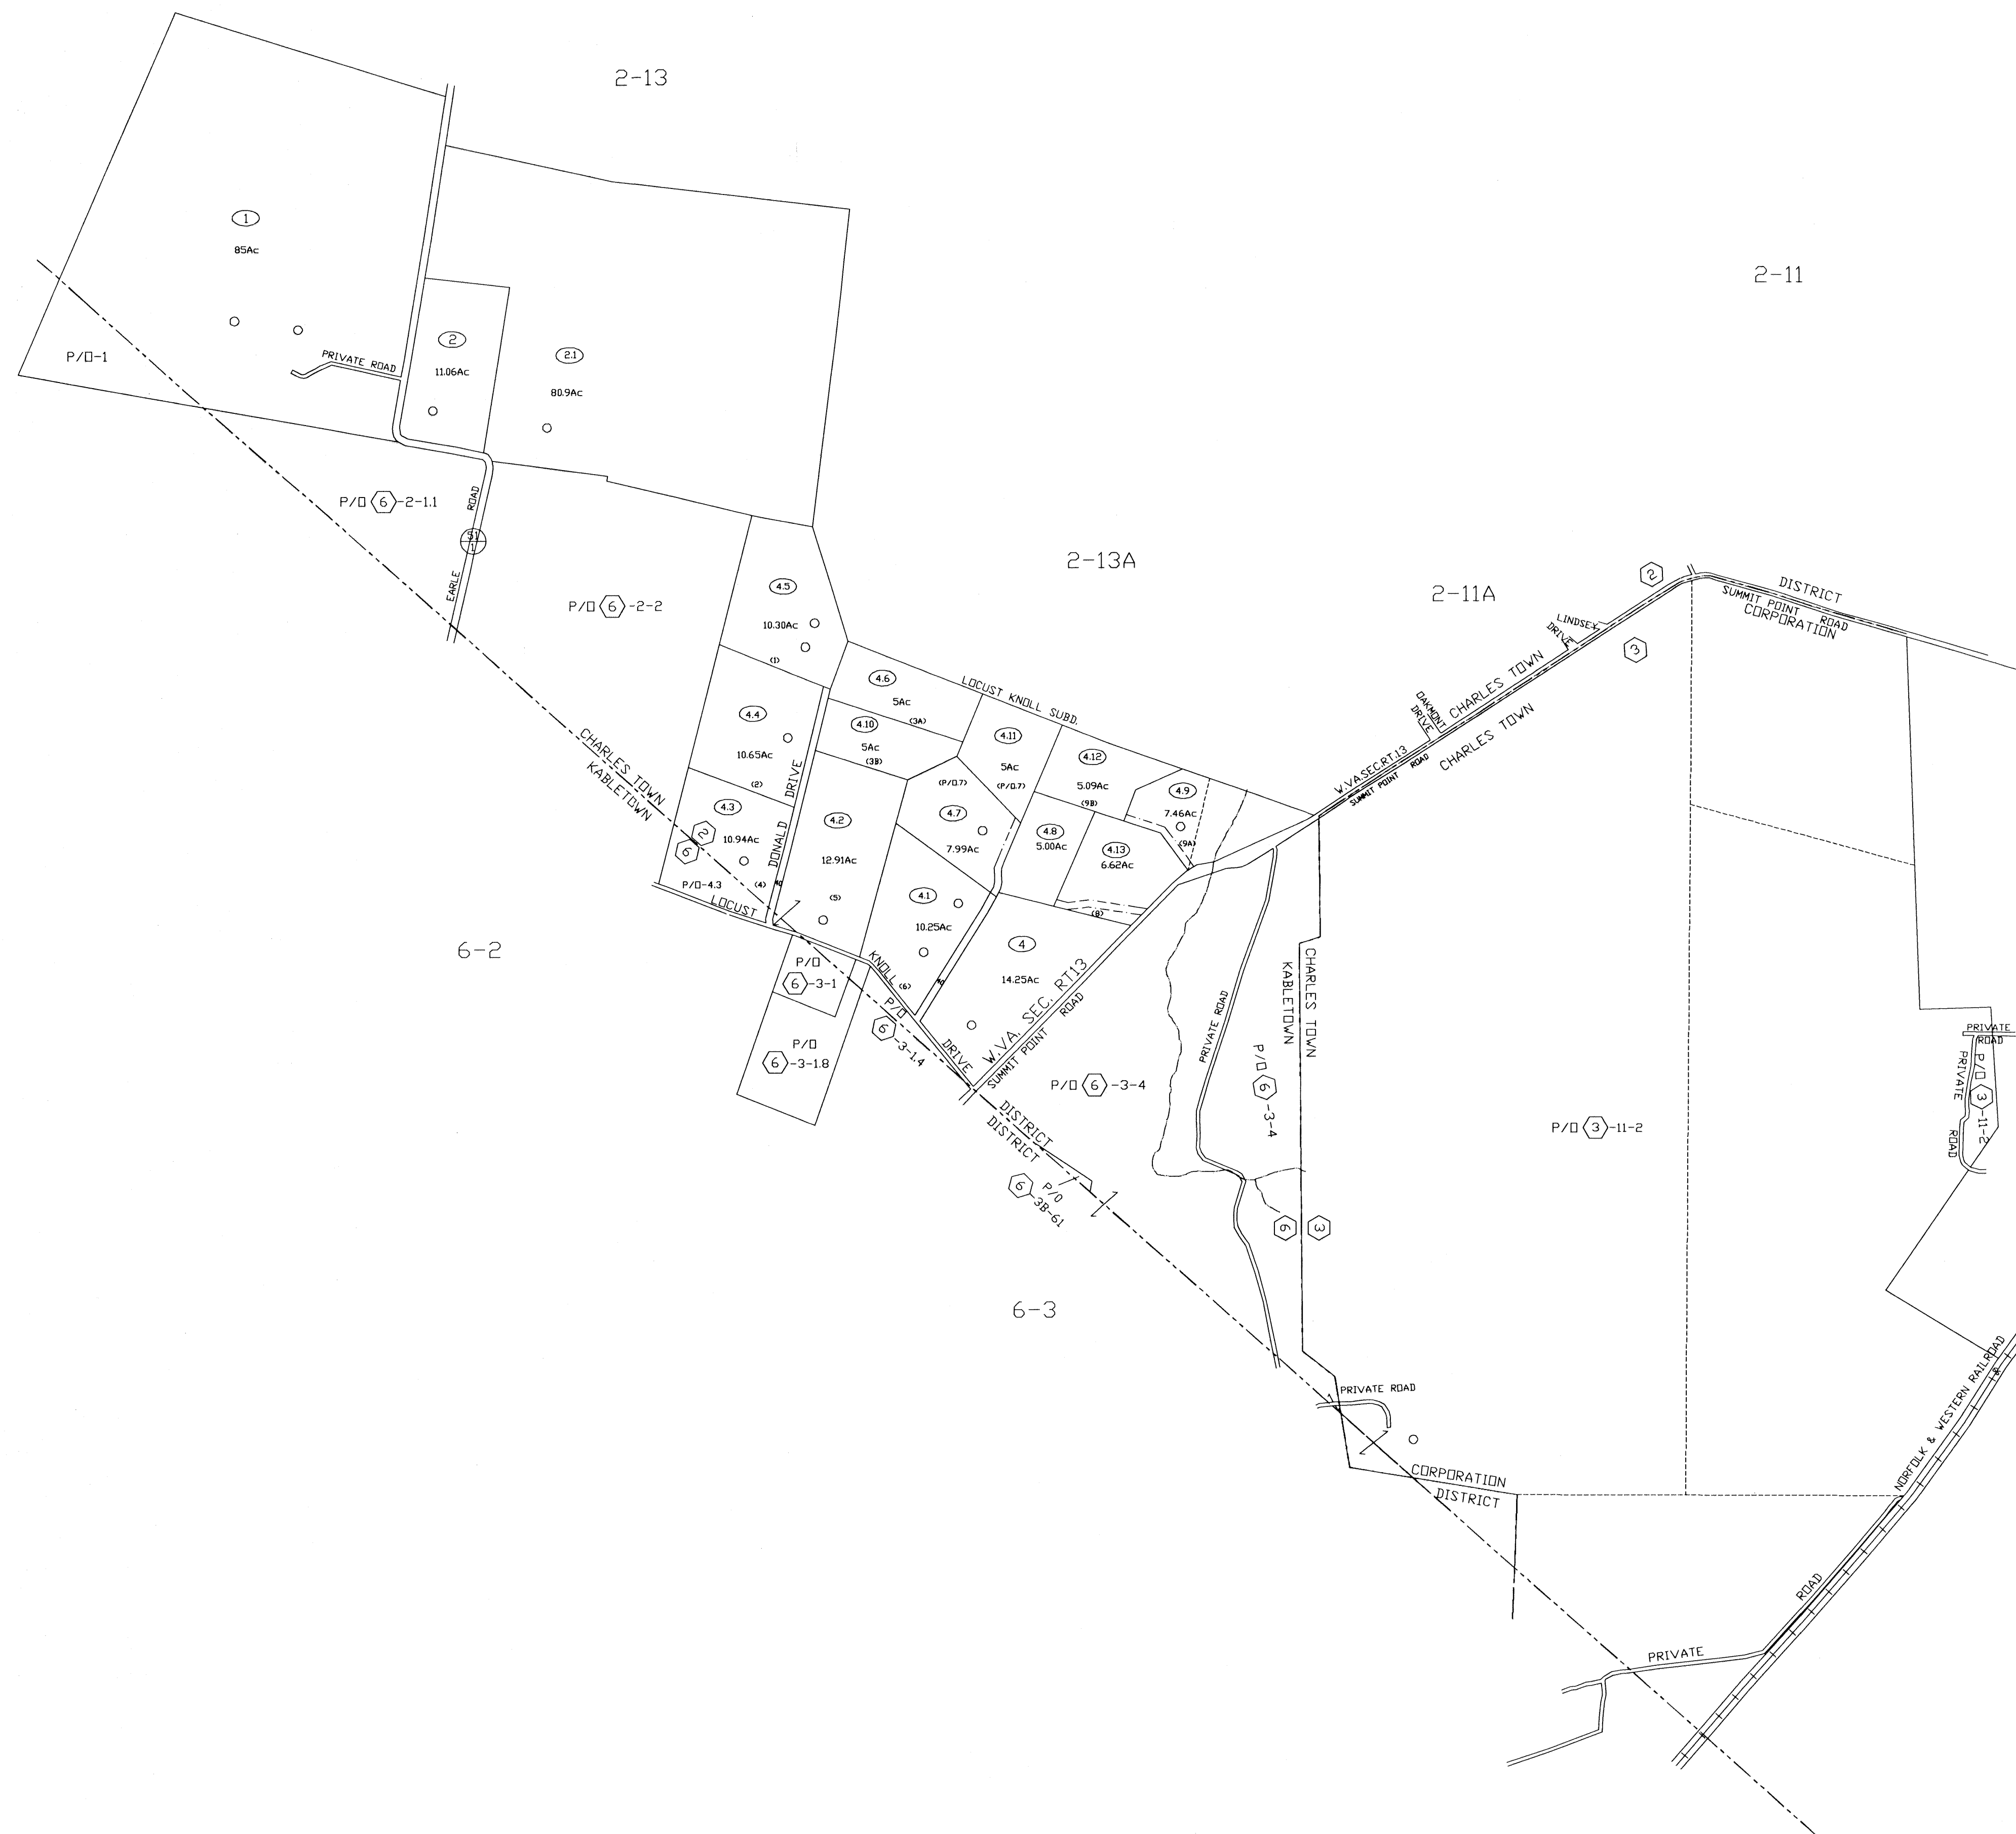 2-13
1
85Ac
P/O-1
PRIVATE ROAD
2
11.06Ac
2.1
80.9Ac
2-11
P/O 6 -2-1.1
EARLE ROAD
51
1
P/O 6 -2-2
2-13A
2-11A
4.5
10.30Ac
(1)
4.4
10.65Ac
(2)
4.3
10.94Ac
(4)
40
P/O-4.3
2
6
CHARLES TOWN
KABLETOWN
DONALD DRIVE
LOCUST KNOLL SUBD.
4.6
5Ac
(3A)
4.10
5Ac
(3B)
4.2
12.91Ac
(5)
4.11
5Ac
(P/O.7)
(P/O.7)
4.7
7.99Ac
4.12
5.09Ac
(9B)
4.9
7.46Ac
(9A)
4.8
5.00Ac
4.13
6.62Ac
(8)
4.1
10.25Ac
(6)
40
4
14.25Ac
LOCUST KNOLL DRIVE
W.VA. SEC. RT13
SUMMIT POINT ROAD
W.VA.SEC.RT.13
SUMMIT POINT ROAD
CHARLES TOWN
CHARLES TOWN
OAKMONT
DRIVE
LINDSEY
DRIVE
2
3
DISTRICT
SUMMIT POINT ROAD
CORPORATION
6-2
P/O
6 -3-1
P/O
6 -3-1.8
P/O
6 -3-1.4
DISTRICT
DISTRICT
P/O
6 -3B-61
P/O 6 -3-4
PRIVATE ROAD
P/O 6 -3-4
KABLETOWN
CHARLES TOWN
6
3
P/O 3 -11-2
PRIVATE
ROAD
PRIVATE ROAD
P/O 3 -11-2
6-3
PRIVATE ROAD
CORPORATION
DISTRICT
NORFOLK & WESTERN RAILROAD
PRIVATE ROAD